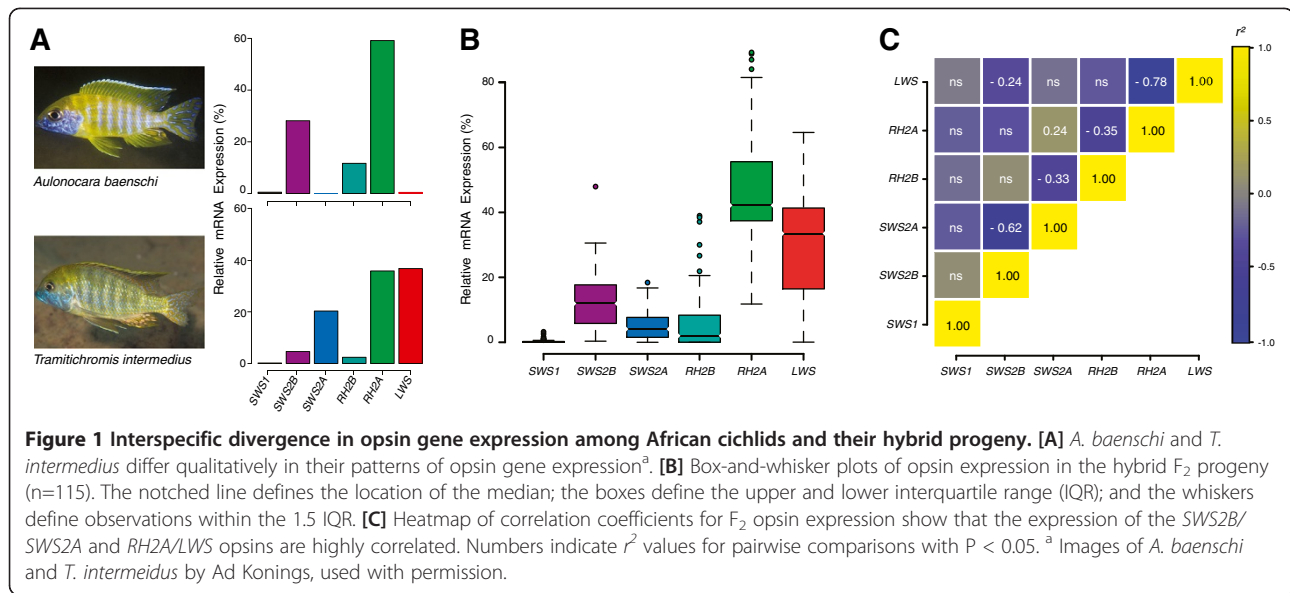 A
Relative mRNA Expression (%)
60
40
20
0
Aulonocara baenschi
60
40
20
0
Tramitichromis intermedius
SWS1
SWS2B
SWS2A
RH2B
RH2A
LWS
B
Relative mRNA Expression (%)
80
60
40
20
0
SWS1 SWS2B SWS2A RH2B RH2A LWS
C
r²
LWS ns - 0.24 ns ns - 0.78 1.00
RH2A ns ns 0.24 - 0.35 1.00
RH2B ns ns - 0.33 1.00
SWS2A ns - 0.62 1.00
SWS2B ns 1.00
SWS1 1.00
SWS1 SWS2B SWS2A RH2B RH2A LWS
1.0
0.5
0.0
-0.5
-1.0
Figure 1 Interspecific divergence in opsin gene expression among African cichlids and their hybrid progeny. [A] A. baenschi and T.
intermedius differ qualitatively in their patterns of opsin gene expressionᵃ. [B] Box-and-whisker plots of opsin expression in the hybrid F₂ progeny
(n=115). The notched line defines the location of the median; the boxes define the upper and lower interquartile range (IQR); and the whiskers
define observations within the 1.5 IQR. [C] Heatmap of correlation coefficients for F₂ opsin expression show that the expression of the SWS2B/
SWS2A and RH2A/LWS opsins are highly correlated. Numbers indicate r² values for pairwise comparisons with P < 0.05. ᵃ Images of A. baenschi
and T. intermeidus by Ad Konings, used with permission.